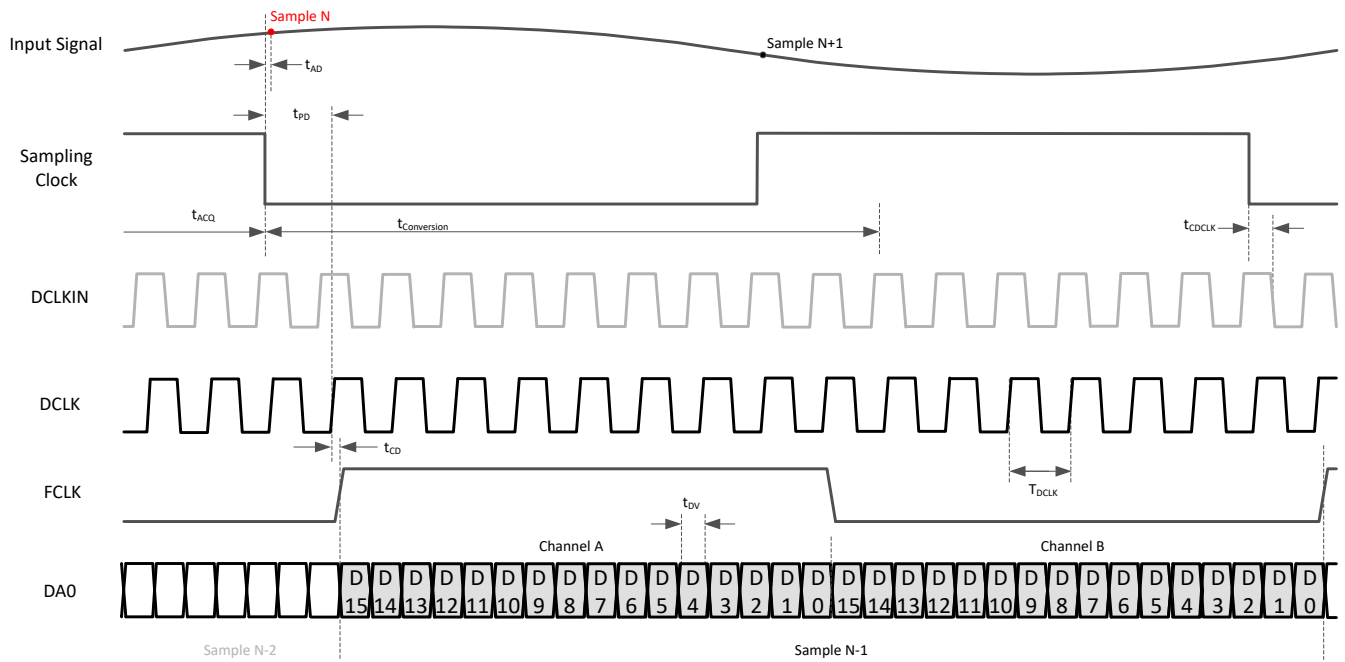 Sample N
Input Signal
Sample N+1
tAD
tPD
Sampling
Clock
tACQ
tConversion
tCDCLK
DCLKIN
DCLK
tCD
FCLK
TDCLK
tDV
Channel A
Channel B
DA0
D D D D D D D D D D D D D D D D D D D D D D D D D D D D D D D D
15 14 13 12 11 10 9 8 7 6 5 4 3 2 1 0 15 14 13 12 11 10 9 8 7 6 5 4 3 2 1 0
Sample N-2
Sample N-1